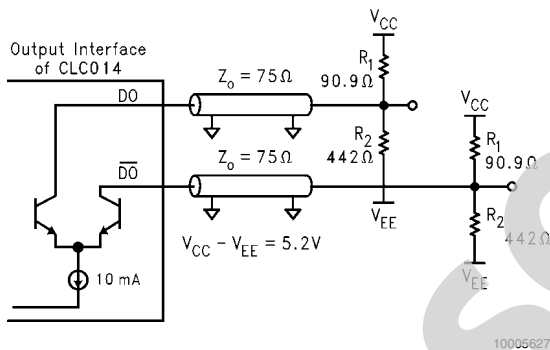 Output Interface
of CLC014
DO
Z₀ = 75Ω
V_CC
R₁
90.9Ω
R₂
442Ω
V_EE
D̅O̅
Z₀ = 75Ω
V_CC
R₁
90.9Ω
R₂
442Ω
V_EE
V_CC - V_EE = 5.2V
10 mA
10005627